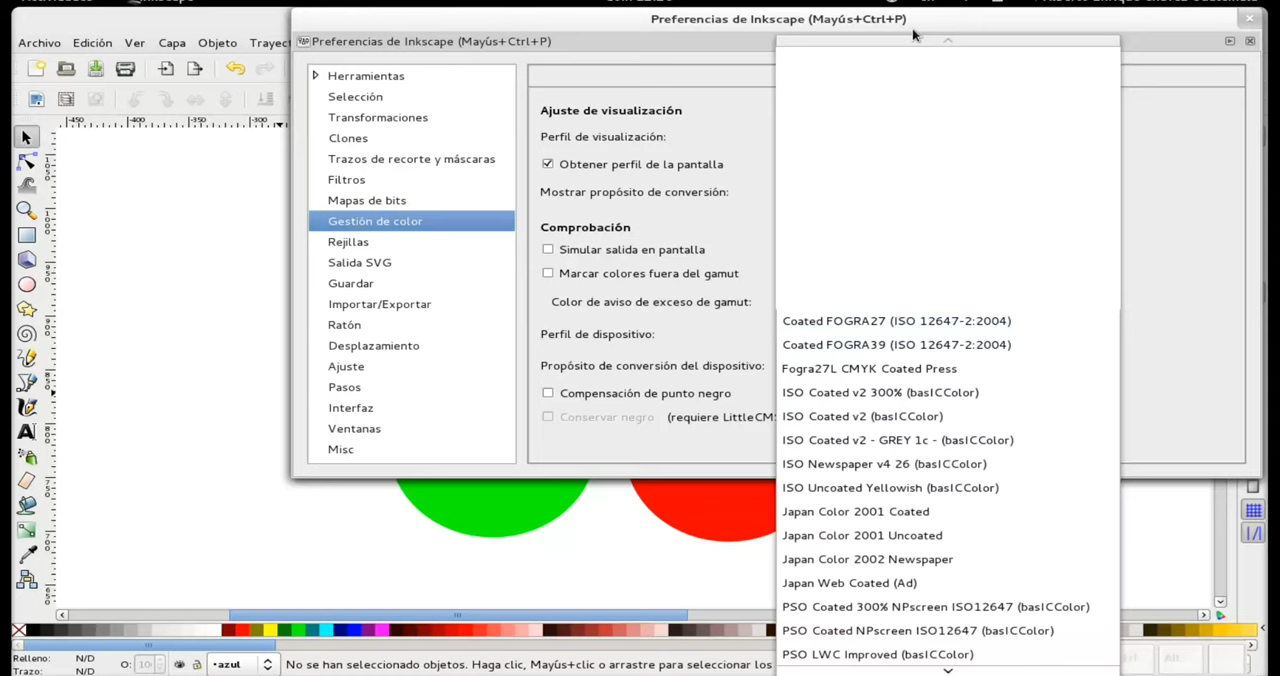 Preferencias de Inkscape (Mayús+Ctrl+P)
Archivo Edición Ver Capa Objeto Trayect
Preferencias de Inkscape (Mayús+Ctrl+P)
Herramientas
Selección
Transformaciones
Clones
Trazos de recorte y máscaras
Filtros
Mapas de bits
Gestión de color
Rejillas
Salida SVG
Guardar
Importar/Exportar
Ratón
Desplazamiento
Ajuste
Pasos
Interfaz
Ventanas
Misc
Ajuste de visualización
Perfil de visualización:
Obtener perfil de la pantalla
Mostrar propósito de conversión:
Comprobación
Simular salida en pantalla
Marcar colores fuera del gamut
Color de aviso de exceso de gamut:
Perfil de dispositivo:
Propósito de conversión del dispositivo:
Compensación de punto negro
Conservar negro (requiere LittleCMS
Coated FOGRA27 (ISO 12647-2:2004)
Coated FOGRA39 (ISO 12647-2:2004)
Fogra27L CMYK Coated Press
ISO Coated v2 300% (basICColor)
ISO Coated v2 (basICColor)
ISO Coated v2 - GREY 1c - (basICColor)
ISO Newspaper v4 26 (basICColor)
ISO Uncoated Yellowish (basICColor)
Japan Color 2001 Coated
Japan Color 2001 Uncoated
Japan Color 2002 Newspaper
Japan Web Coated (Ad)
PSO Coated 300% NPscreen ISO12647 (basICColor)
PSO Coated NPscreen ISO12647 (basICColor)
PSO LWC Improved (basICColor)
-450 -400 -350 -300
Relleno: N/D
Trazo: N/D
O: 10
•azul
No se han seleccionado objetos. Haga clic, Mayús+clic o arrastre para seleccionar los